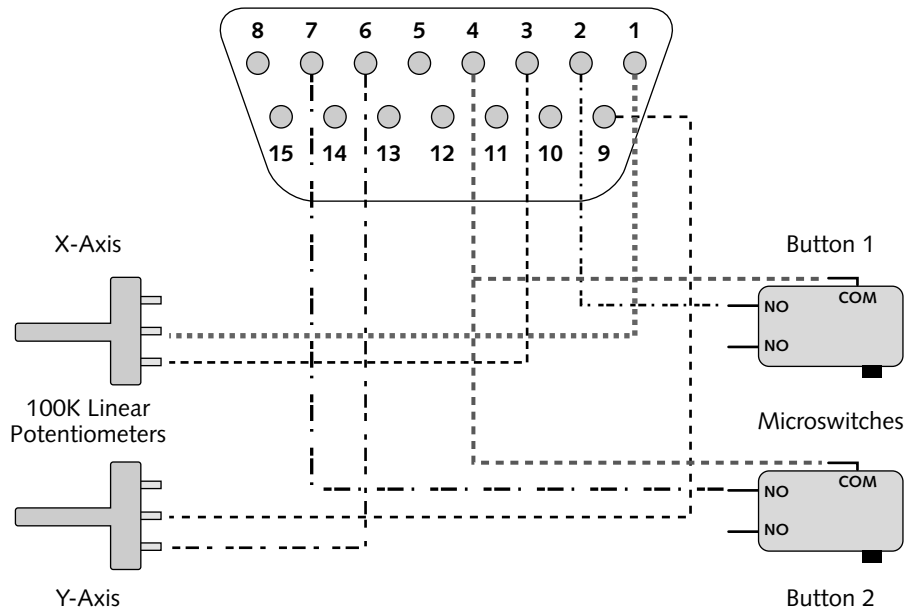 8 7 6 5 4 3 2 1
15 14 13 12 11 10 9
X-Axis
Button 1
COM
NO
NO
100K Linear
Potentiometers
Microswitches
COM
NO
NO
Y-Axis
Button 2